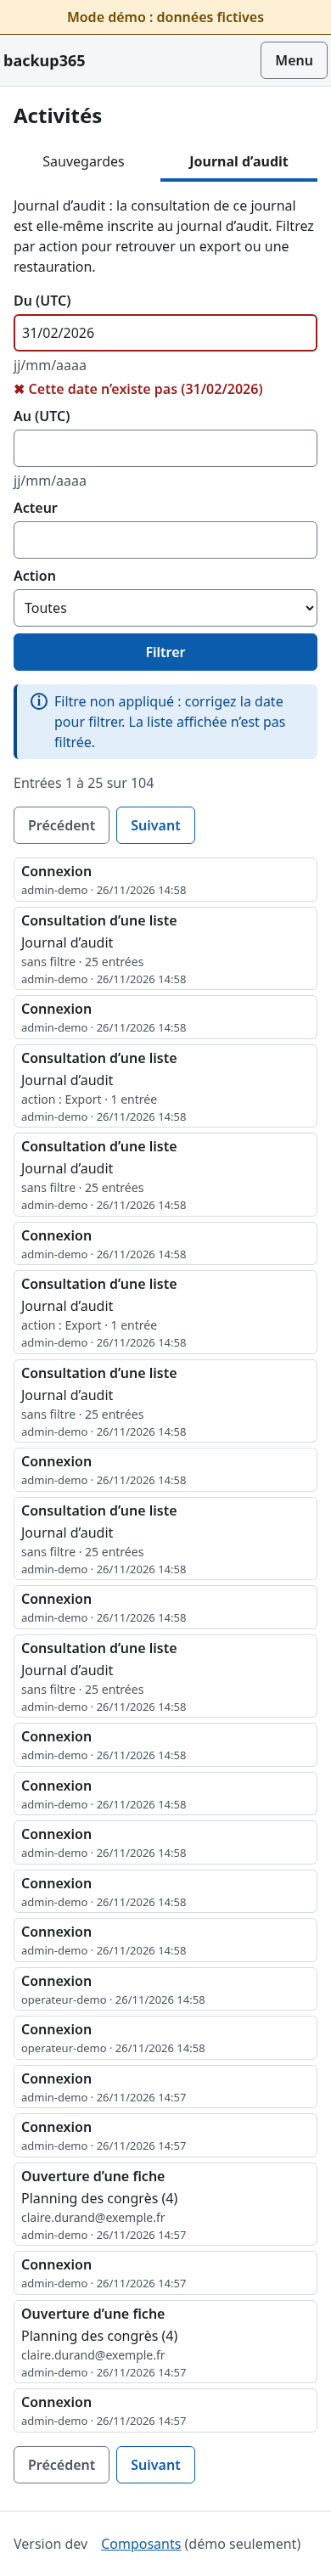 Mode démo : données fictives
backup365
Menu
Activités
Sauvegardes
Journal d’audit
Journal d’audit : la consultation de ce journal
est elle-même inscrite au journal d’audit. Filtrez
par action pour retrouver un export ou une
restauration.
Du (UTC)
31/02/2026
jj/mm/aaaa
✖ Cette date n’existe pas (31/02/2026)
Au (UTC)
jj/mm/aaaa
Acteur
Action
Toutes
Filtrer
Filtre non appliqué : corrigez la date
pour filtrer. La liste affichée n’est pas
filtrée.
Entrées 1 à 25 sur 104
Précédent
Suivant
Connexion
admin-demo · 26/11/2026 14:58
Consultation d’une liste
Journal d’audit
sans filtre · 25 entrées
admin-demo · 26/11/2026 14:58
Connexion
admin-demo · 26/11/2026 14:58
Consultation d’une liste
Journal d’audit
action : Export · 1 entrée
admin-demo · 26/11/2026 14:58
Consultation d’une liste
Journal d’audit
sans filtre · 25 entrées
admin-demo · 26/11/2026 14:58
Connexion
admin-demo · 26/11/2026 14:58
Consultation d’une liste
Journal d’audit
action : Export · 1 entrée
admin-demo · 26/11/2026 14:58
Consultation d’une liste
Journal d’audit
sans filtre · 25 entrées
admin-demo · 26/11/2026 14:58
Connexion
admin-demo · 26/11/2026 14:58
Consultation d’une liste
Journal d’audit
sans filtre · 25 entrées
admin-demo · 26/11/2026 14:58
Connexion
admin-demo · 26/11/2026 14:58
Consultation d’une liste
Journal d’audit
sans filtre · 25 entrées
admin-demo · 26/11/2026 14:58
Connexion
admin-demo · 26/11/2026 14:58
Connexion
admin-demo · 26/11/2026 14:58
Connexion
admin-demo · 26/11/2026 14:58
Connexion
admin-demo · 26/11/2026 14:58
Connexion
admin-demo · 26/11/2026 14:58
Connexion
operateur-demo · 26/11/2026 14:58
Connexion
operateur-demo · 26/11/2026 14:58
Connexion
admin-demo · 26/11/2026 14:57
Connexion
admin-demo · 26/11/2026 14:57
Ouverture d’une fiche
Planning des congrès (4)
claire.durand@exemple.fr
admin-demo · 26/11/2026 14:57
Connexion
admin-demo · 26/11/2026 14:57
Ouverture d’une fiche
Planning des congrès (4)
claire.durand@exemple.fr
admin-demo · 26/11/2026 14:57
Connexion
admin-demo · 26/11/2026 14:57
Précédent
Suivant
Version dev Composants (démo seulement)